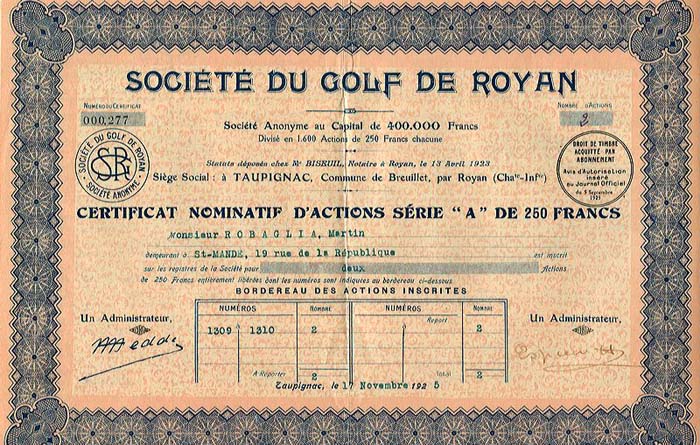 SOCIÉTÉ DU GOLF DE ROYAN
NUMÉRO DU CERTIFICAT
000,277
NOMBRE D'ACTIONS
2
Société Anonyme au Capital de 400.000 Francs
Divisé en 1.600 Actions de 250 Francs chacune
Statuts déposés chez Me BISEUIL, Notaire à Royan, le 13 Avril 1923
Siège Social : à TAUPIGNAC, Commune de Breuillet, par Royan (Chate-Infre)
SOCIÉTÉ DU GOLF DE ROYAN
SGR
SOCIÉTÉ ANONYME
DROIT DE TIMBRE
ACQUITTÉ PAR
ABONNEMENT
Avis d'Autorisation
inséré
au Journal Officiel
du 5 Septembre
1925
CERTIFICAT NOMINATIF D'ACTIONS SÉRIE "A" DE 250 FRANCS
Monsieur ROBAGLIA, Martin
demeurant à St-MANDE, 19 rue de la République est inscrit
sur les registres de la Société pour deux Actions
de 250 Francs entièrement libérées dont les numéros sont indiqués au bordereau ci-dessous
BORDEREAU DES ACTIONS INSCRITES
NUMÉROS NOMBRE NUMÉROS NOMBRE
1309 à 1310 2 Report 2
A Reporter 2 Total 2
Un Administrateur,
Un Administrateur,
Taupignac, le 17 Novembre 1925